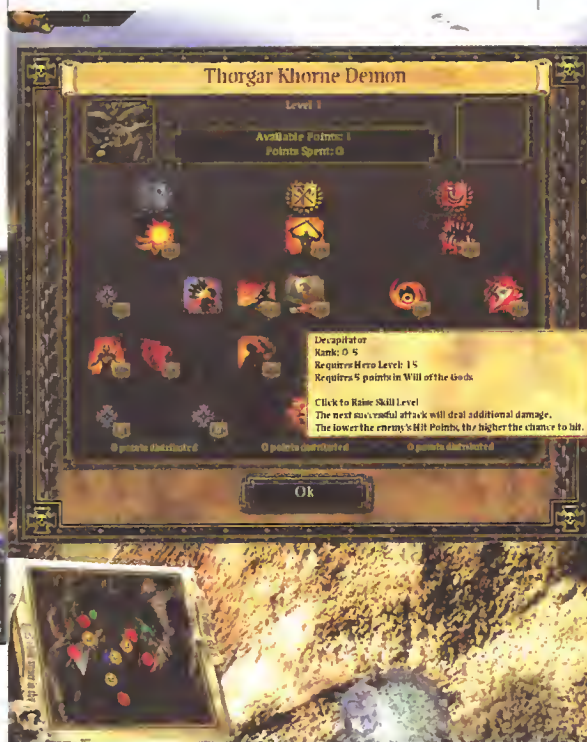 0
Thorgar Khorne Demon
Level 1
Available Points: 1
Points Spent: 0
Decapitator
Rank: 0/5
Requires Hero Level: 15
Requires 5 points in Will of the Gods
Click to Raise Skill Level
The next successful attack will deal additional damage.
The lower the enemy's Hit Points, the higher the chance to hit.
0 points distributed 0 points distributed 0 points distributed
Ok